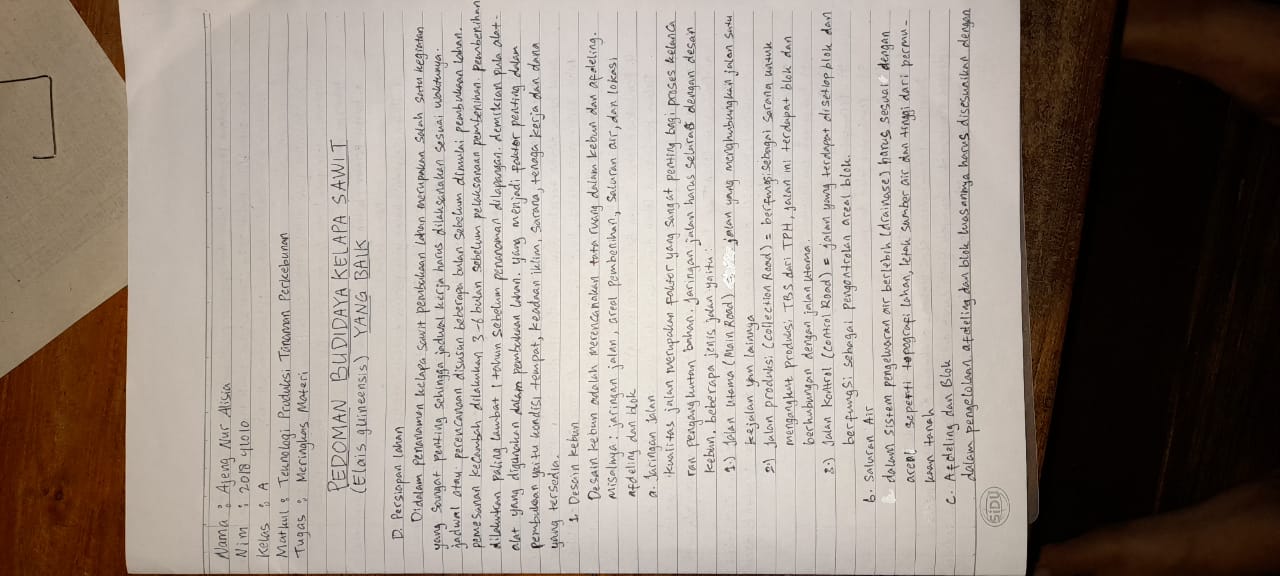 Nama : Ajeng Nur Alisia
Nim : 2018 41010
Kelas : A
Matkul : Teknologi Produksi Tanaman Perkebunan
Tugas : Meringkas Materi
PEDOMAN BUDIDAYA KELAPA SAWIT
(Elais guineensis) YANG BAIK
D. Persiapan lahan
Didalam penanaman kelapa sawit pembukaan lahan merupakan salah satu kegiatan
yang sangat penting sehingga jadwal kerja harus dilaksanakan sesuai waktunya.
jadwal atau perencanaan disusun beberapa bulan sebelum dimulai pembukaan lahan.
pemesanan kecambah dilakukan 3-6 bulan sebelum pelaksanaan pembenihan. Pembenihan
dilakukan paling lambat 1 tahun sebelum penanaman dilapangan. demikian pula alat-
alat yang digunakan dalam pembukaan lahan. yang menjadi faktor penting dalam
pembukaan yaitu kondisi tempat, keadaan iklim, sarana, tenaga kerja dan dana
yang tersedia.
1. Desain kebun
Desain kebun adalah merencanakan tata ruang dalam kebun dan afdeling.
Misalnya : jaringan jalan, areal pembenihan, saluran air, dan lokasi
afdeling dan blok
a. Jaringan jalan
Kualitas jalan merupakan faktor yang sangat penting bagi proses kelanca
ran pengangkutan bahan. Jaringan jalan harus selaras dengan desan
kebun, beberapa jenis jalan yaitu
1.) Jalan Utama (Main Road) jalan yang menghubungkan jalan satu
kejalan yan lainnya
2.) Jalan produksi (collection Road) = berfungsi sebagai sarana untuk
mengangkut produksi TBS dari TPH, jalan ini terdapat blok dan
berhubungan dengan jalan utama.
3.) Jalan Kontrol (Control Road) = jalan yang terdapat disetiap blok dan
berfungsi sebagai pengontrolan areal blok.
b. Saluran Air
dalam sistem pengeluaran air berlebih (drainase) harus sesuai dengan
areal seperti topografi lahan, letak sumber air dan tinggi dari permu-
kaan tanah
c. Afdeling dan Blok
dalam pengelolaan afdeling dan blok luasannya harus disesuaikan dengan
SIDU